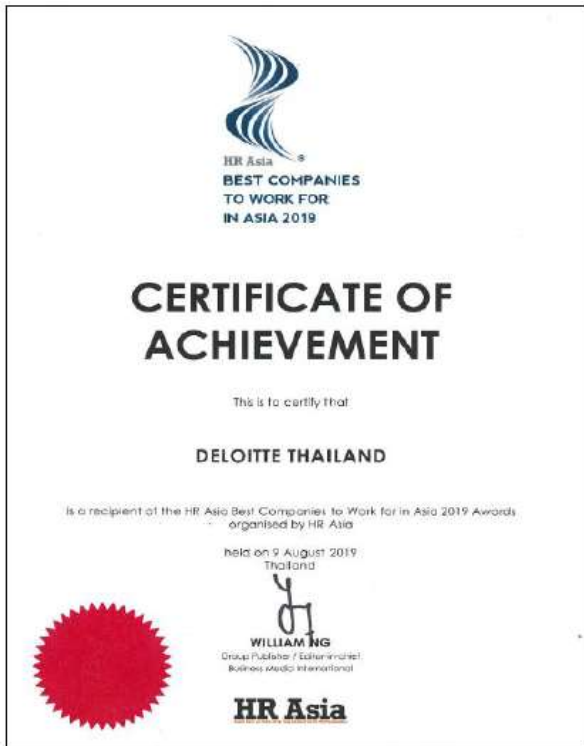 HR Asia ®
BEST COMPANIES
TO WORK FOR
IN ASIA 2019
CERTIFICATE OF
ACHIEVEMENT
This is to certify that
DELOITTE THAILAND
is a recipient of the HR Asia Best Companies to Work for in Asia 2019 Awards
organised by HR Asia
held on 9 August 2019
Thailand
WILLIAM NG
Group Publisher / Editor-in-chief
Business Media International
HR Asia